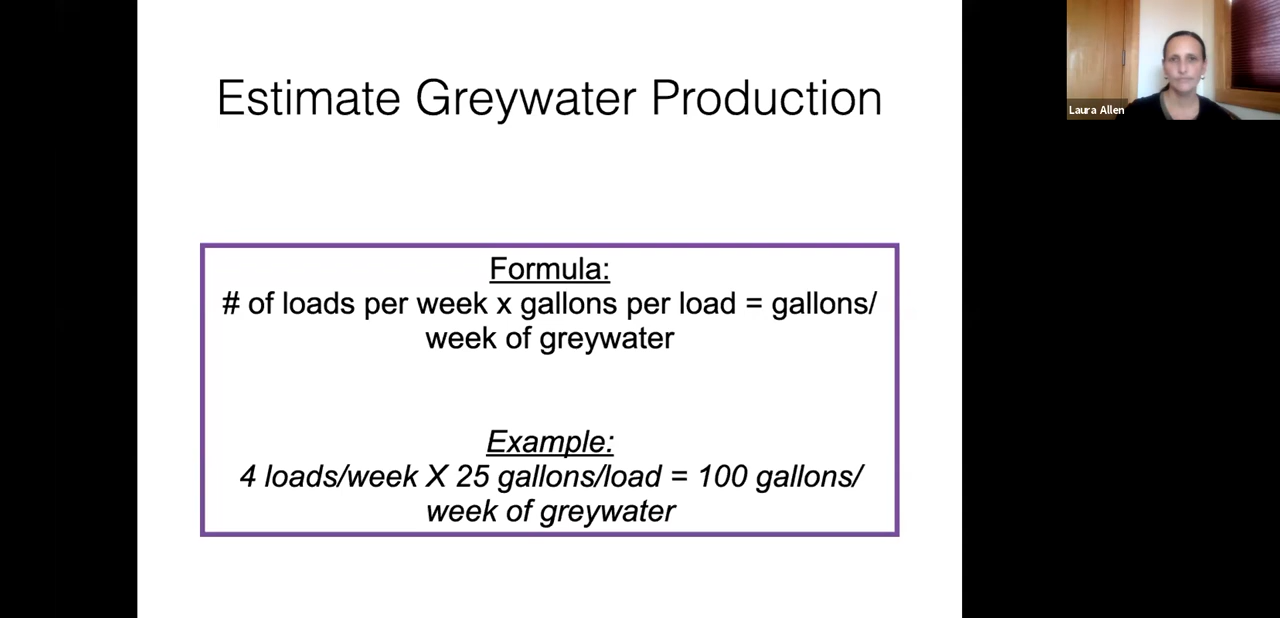 Estimate Greywater Production
Laura Allen
Formula:
# of loads per week x gallons per load = gallons/
week of greywater
Example:
4 loads/week X 25 gallons/load = 100 gallons/
week of greywater